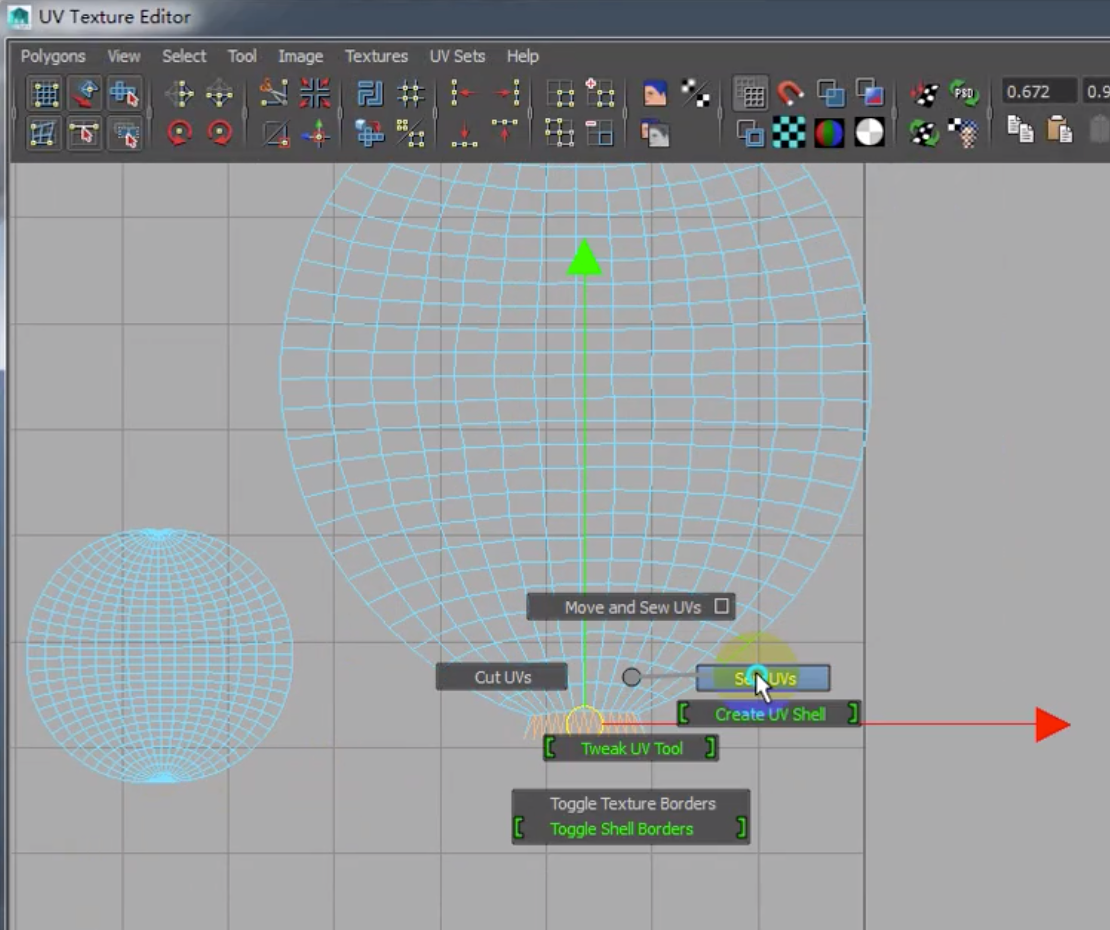 UV Texture Editor
Polygons View Select Tool Image Textures UV Sets Help
PSD 0.672 0.9
Move and Sew UVs
Cut UVs
UVs
Create UV Shell
Tweak UV Tool
Toggle Texture Borders
Toggle Shell Borders